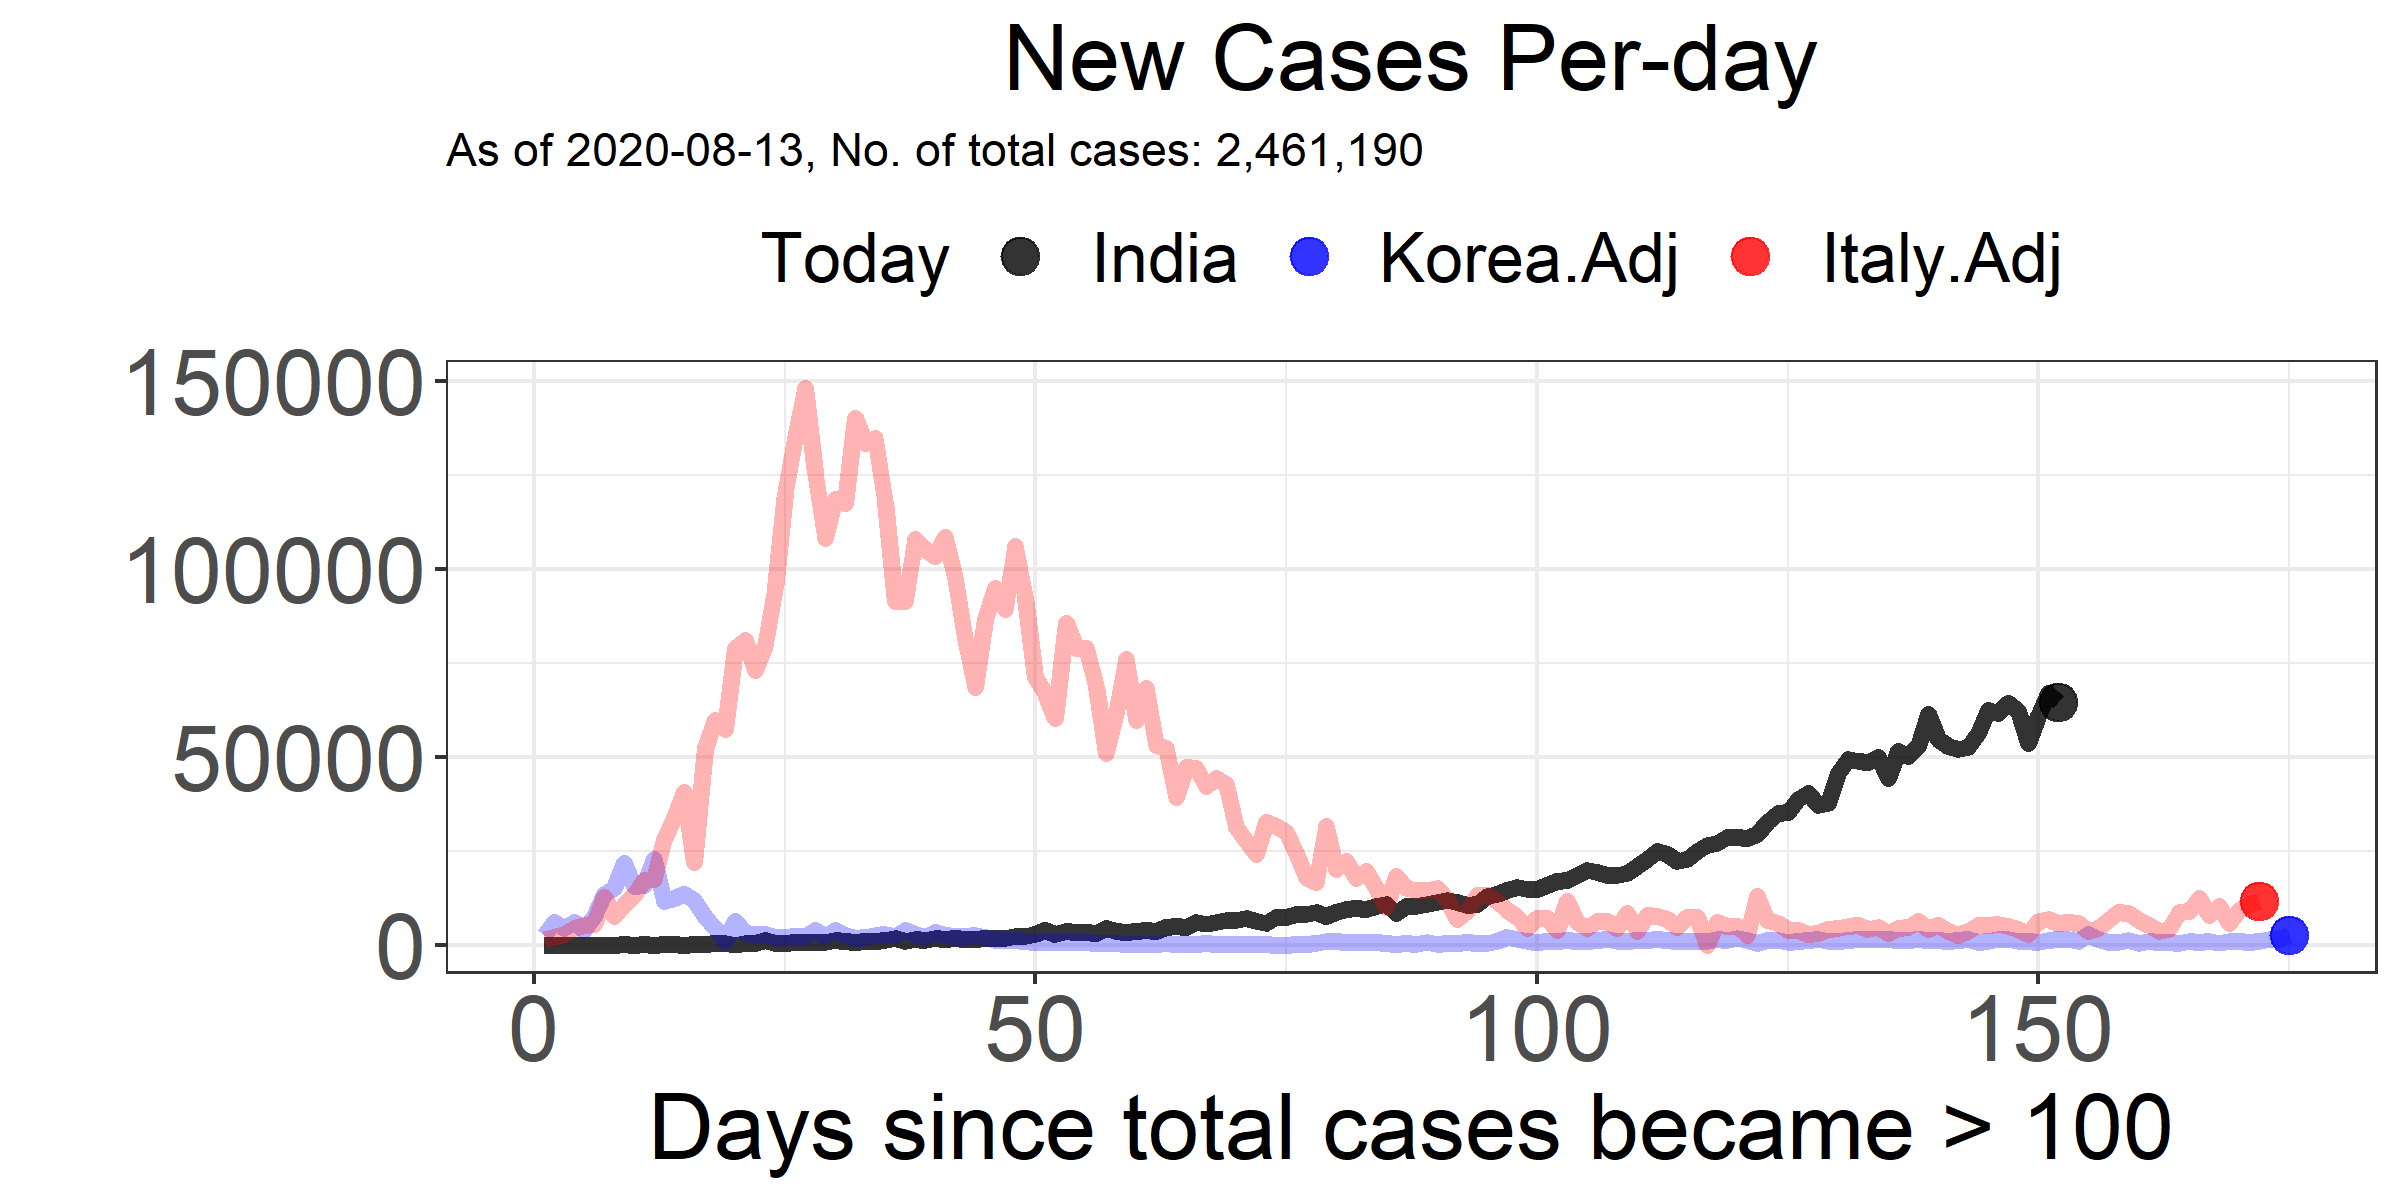 New Cases Per-day
As of 2020-08-13, No. of total cases: 2,461,190
Today India Korea.Adj Italy.Adj
150000
100000
50000
0
0 50 100 150
Days since total cases became > 100